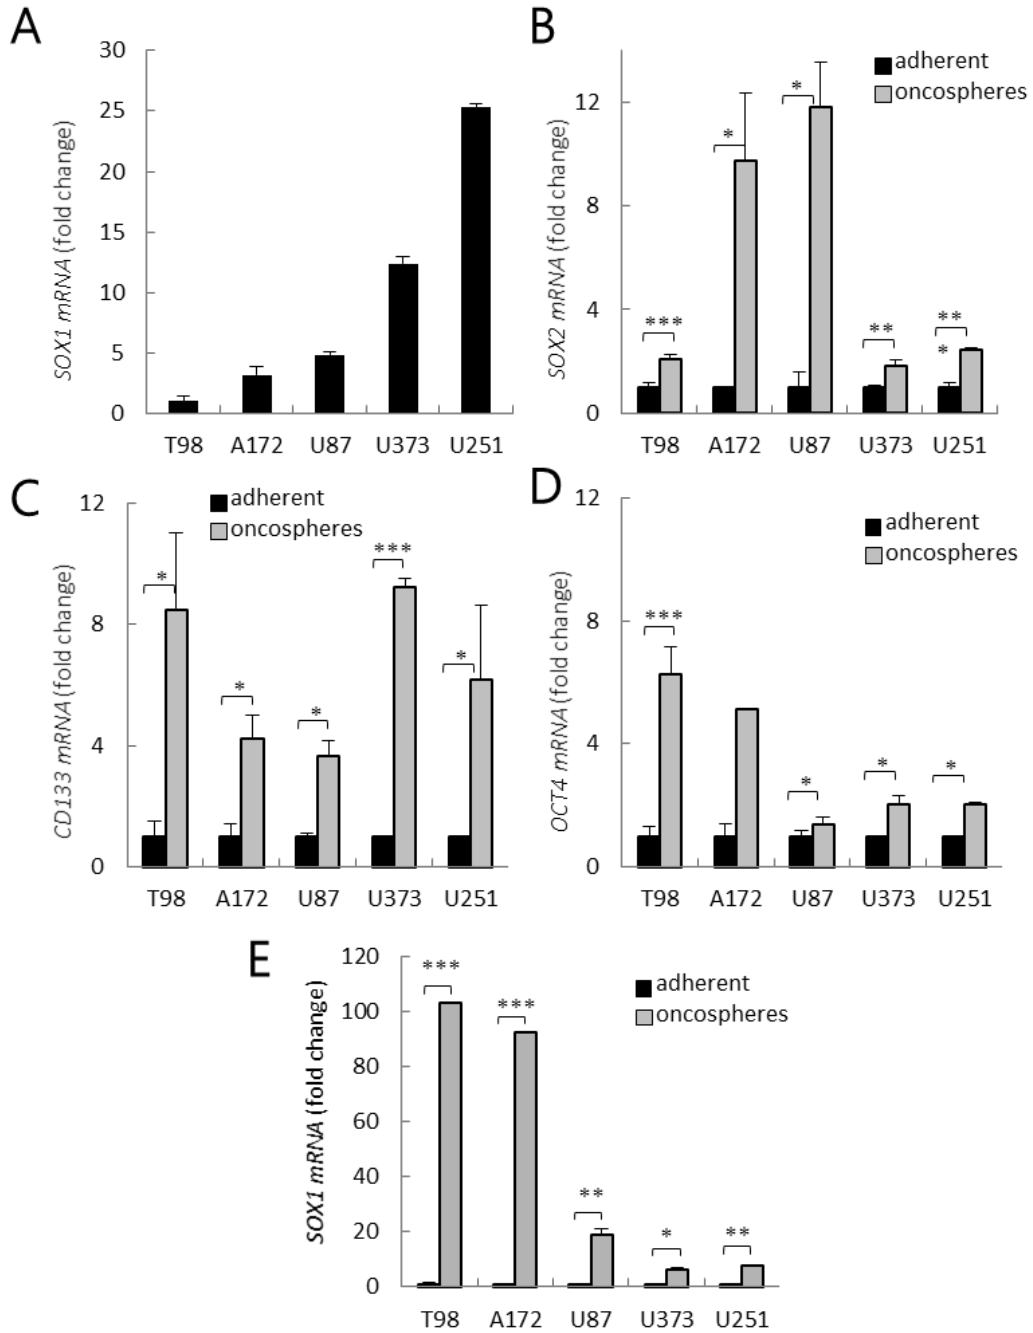 A
SOX1 mRNA (fold change)
30
25
20
15
10
5
0
T98 A172 U87 U373 U251
B
adherent
oncospheres
SOX2 mRNA (fold change)
12
8
4
0
*
*
***
**
**
*
T98 A172 U87 U373 U251
C
adherent
oncospheres
CD133 mRNA (fold change)
12
8
4
0
*
*
*
***
*
T98 A172 U87 U373 U251
D
adherent
oncospheres
OCT4 mRNA (fold change)
12
8
4
0
***
*
*
*
T98 A172 U87 U373 U251
E
adherent
oncospheres
SOX1 mRNA (fold change)
120
100
80
60
40
20
0
***
***
**
*
**
T98 A172 U87 U373 U251